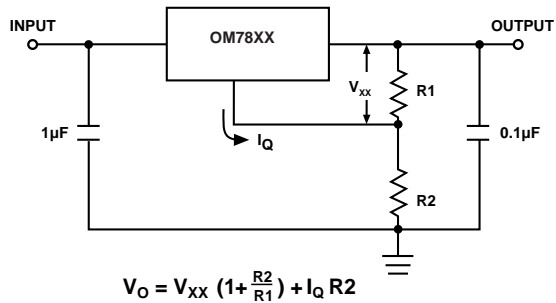 INPUT
OM78XX
OUTPUT
Vxx
R1
1µF
IQ
0.1µF
R2
VO = VXX (1+ R2/R1) + IQ R2